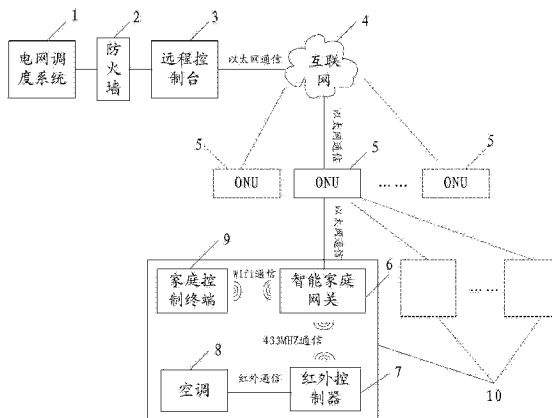 1
2
3
4
电网调
度系统
防
火
墙
远程控
制台
以太网通信
互联
网
以太网通信
5
5
5
ONU
ONU
……
ONU
以太网通信
9
家庭控
制终端
Wifi通信
智能家庭
网关
6
……
433MHZ通信
8
空调
红外通信
红外控
制器
7
10